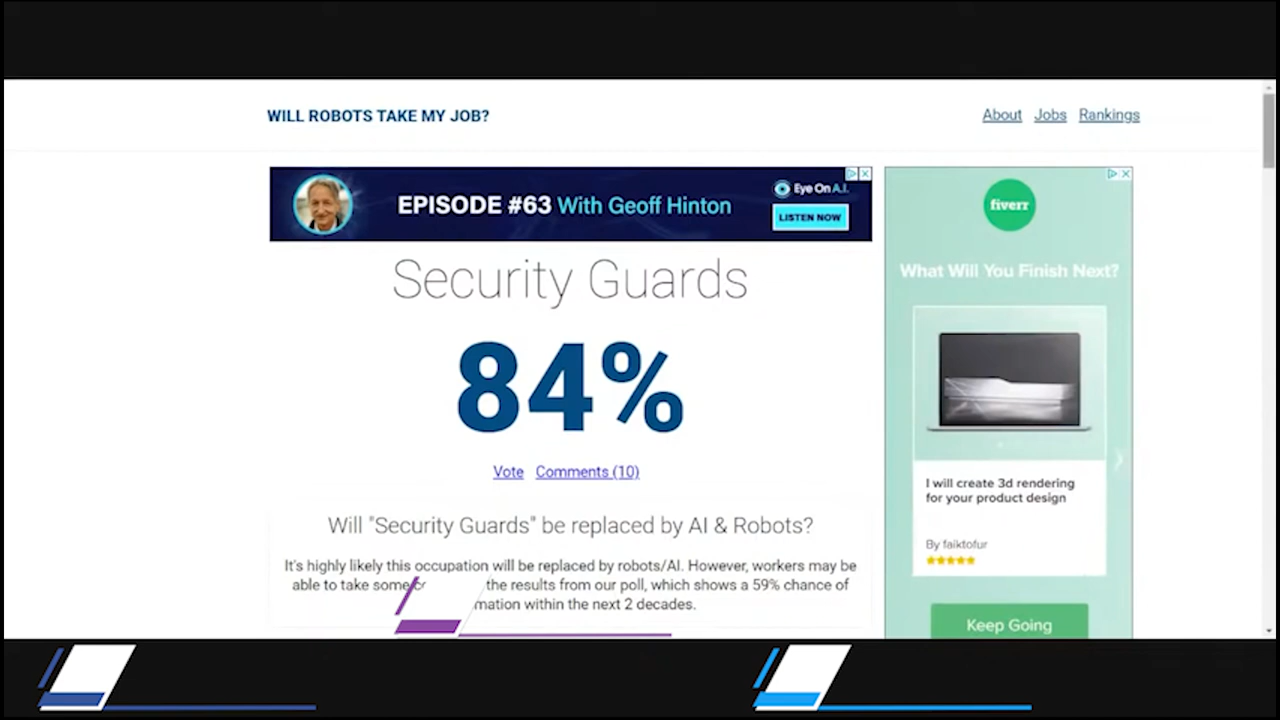 WILL ROBOTS TAKE MY JOB?
About Jobs Rankings
EPISODE #63 With Geoff Hinton
Eye On A.I.
LISTEN NOW
Security Guards
84%
Vote Comments (10)
Will "Security Guards" be replaced by AI & Robots?
It's highly likely this occupation will be replaced by robots/AI. However, workers may be
able to take some the results from our poll, which shows a 59% chance of
mation within the next 2 decades.
fiverr
What Will You Finish Next?
I will create 3d rendering
for your product design
By faiktofur
Keep Going